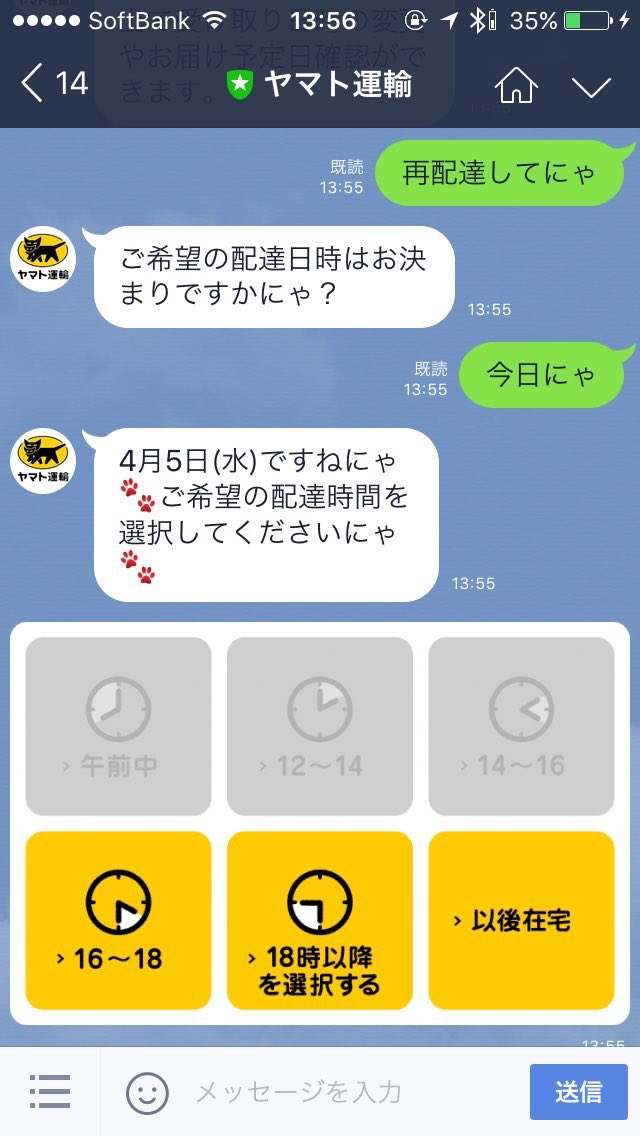 SoftBank 13:56 35%
で受け取り日時の変更
やお届け予定日確認がで
きます。
14 ヤマト運輸
既読
13:55
再配達してにゃ
ヤマト運輸
ご希望の配達日時はお決
まりですかにゃ？
13:55
既読
13:55
今日にゃ
ヤマト運輸
4月5日(水)ですねにゃ
🐾ご希望の配達時間を
選択してくださいにゃ
🐾
13:55
› 午前中
› 12〜14
› 14〜16
› 16〜18
› 18時以降
を選択する
› 以後在宅
13:55
メッセージを入力
送信